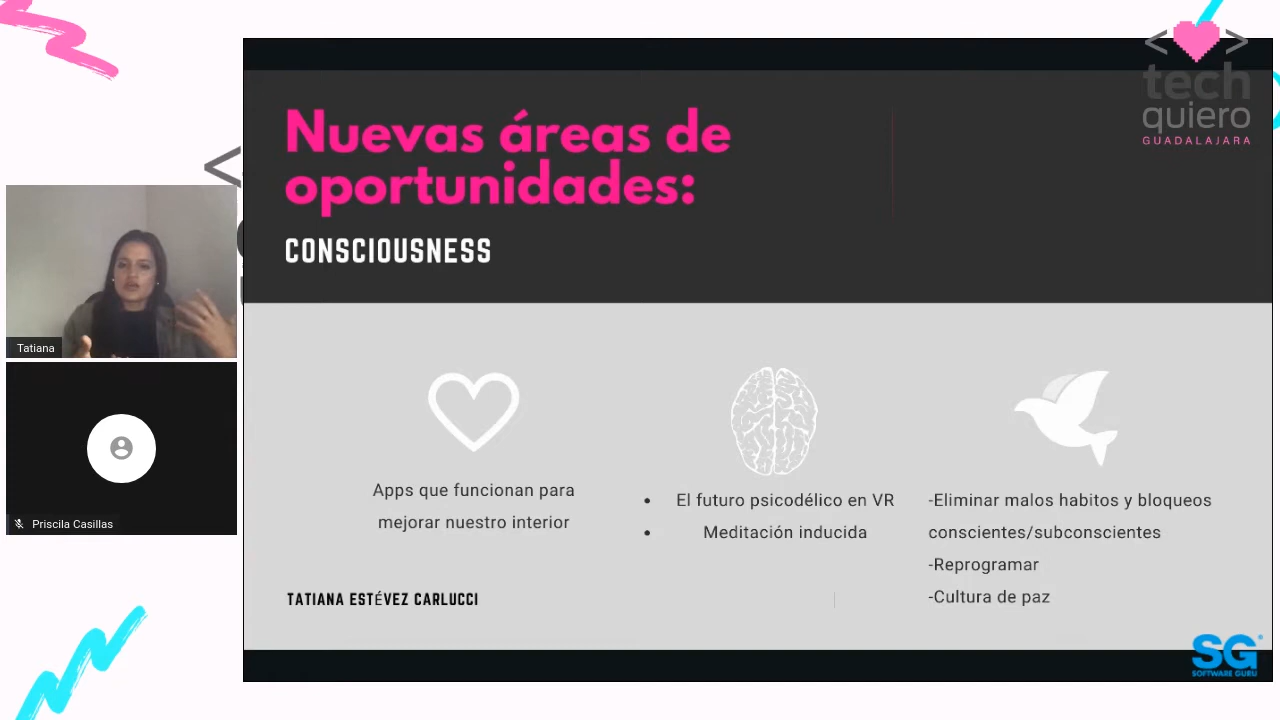 <>
tech
quiero
GUADALAJARA
Nuevas áreas de
oportunidades:
CONSCIOUSNESS
Tatiana
Priscila Casillas
Apps que funcionan para
mejorar nuestro interior
• El futuro psicodélico en VR
• Meditación inducida
-Eliminar malos habitos y bloqueos
conscientes/subconscientes
-Reprogramar
-Cultura de paz
TATIANA ESTÉVEZ CARLUCCI
SG
SOFTWARE GURU